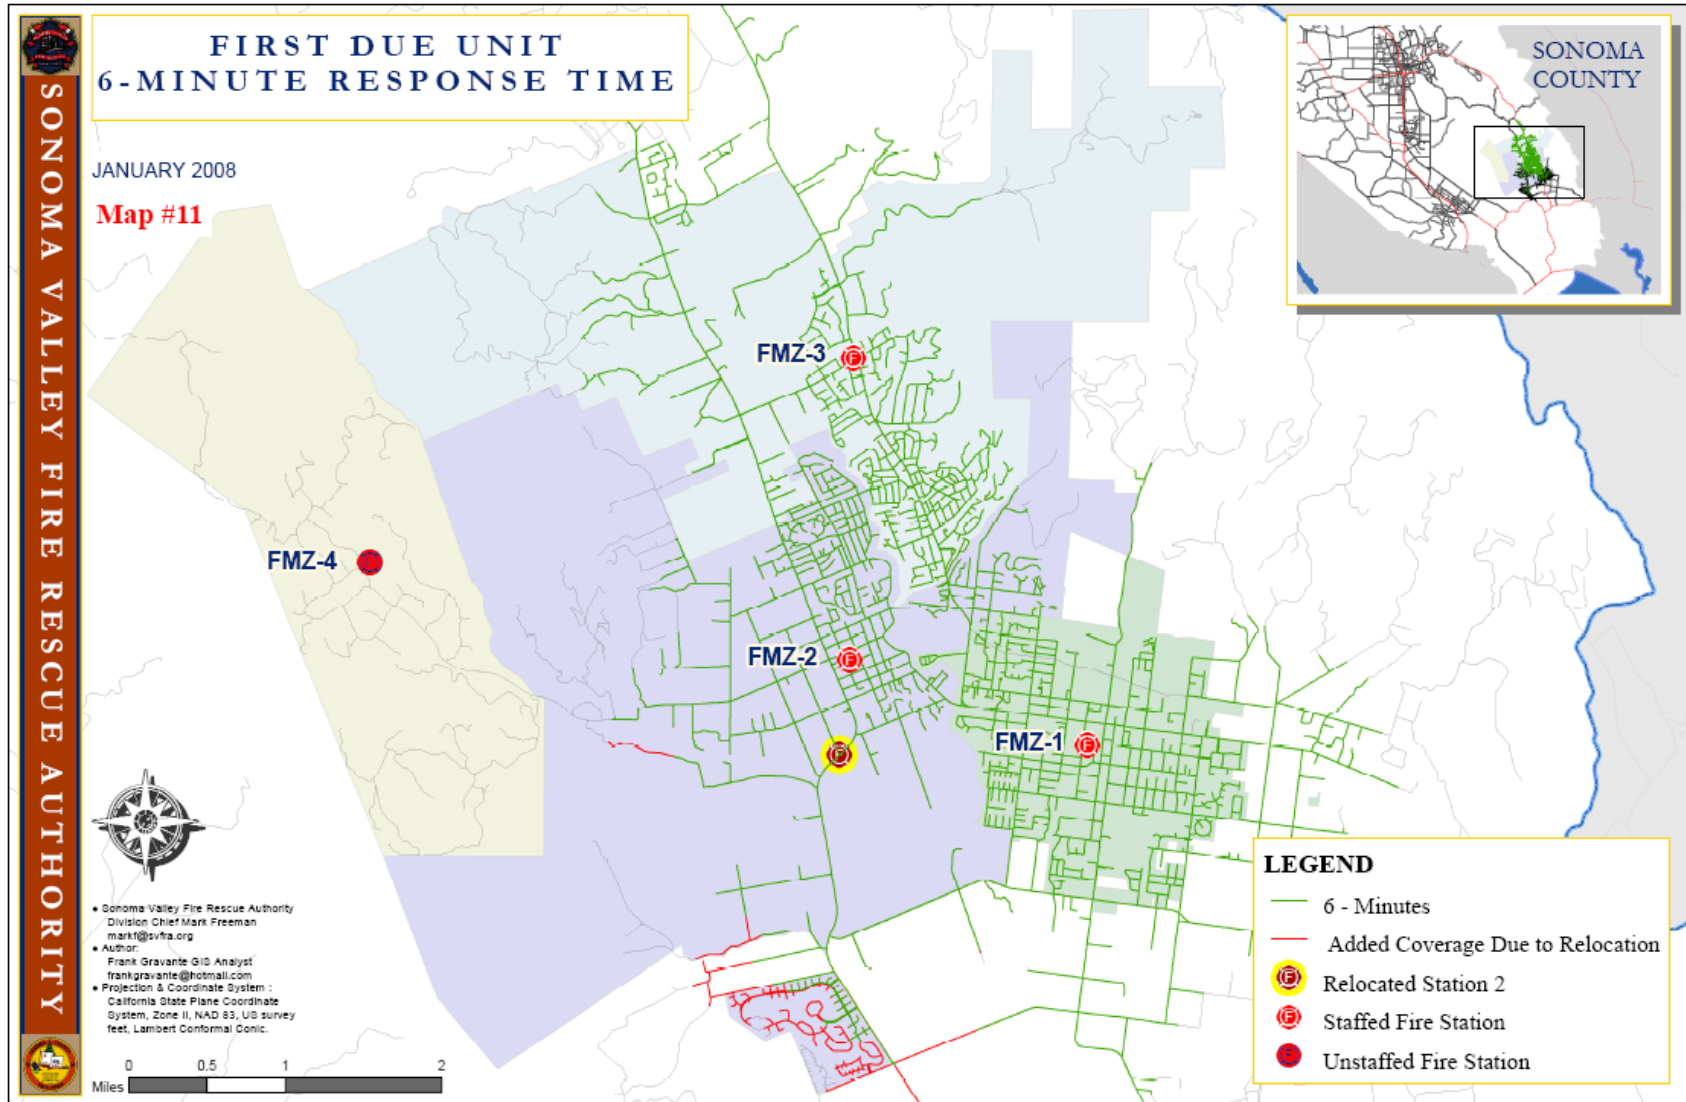 FIRST DUE UNIT
6-MINUTE RESPONSE TIME
SONOMA VALLEY FIRE RESCUE AUTHORITY
JANUARY 2008
Map #11
SONOMA
COUNTY
FMZ-3
FMZ-4
FMZ-2
FMZ-1
• Sonoma Valley Fire Rescue Authority
Division Chief Mark Freeman
markf@svfra.org
• Author:
Frank Gravante GIS Analyst
frankgravante@hotmail.com
• Projection & Coordinate System :
California State Plane Coordinate
System, Zone II, NAD 83, US survey
feet, Lambert Conformal Conic.
0 0.5 1 2
Miles
LEGEND
6 - Minutes
Added Coverage Due to Relocation
Relocated Station 2
Staffed Fire Station
Unstaffed Fire Station